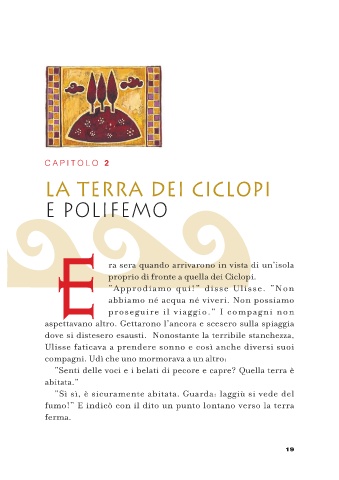 CAPITOLO 2
LA TERRA DEI CICLOPI
E POLIFEMO
Era sera quando arrivarono in vista di un'isola
proprio di fronte a quella dei Ciclopi.
"Approdiamo qui!" disse Ulisse. "Non
abbiamo né acqua né viveri. Non possiamo
proseguire il viaggio." I compagni non
aspettavano altro. Gettarono l'ancora e scesero sulla spiaggia
dove si distesero esausti. Nonostante la terribile stanchezza,
Ulisse faticava a prendere sonno e così anche diversi suoi
compagni. Udì che uno mormorava a un altro:
"Senti delle voci e i belati di pecore e capre? Quella terra è
abitata."
"Sì sì, è sicuramente abitata. Guarda: laggiù si vede del
fumo!" E indicò con il dito un punto lontano verso la terra
ferma.
19